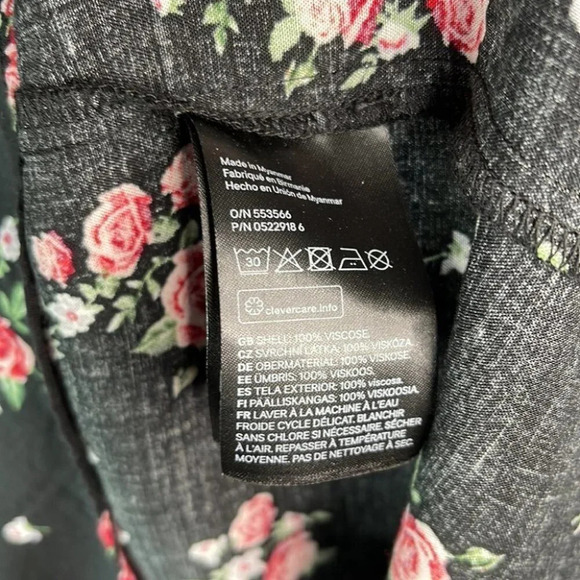 Made in Myanmar
Fabriqué en Birmanie
Hecho en Unión de Myanmar
O/N 553566
P/N 0522918 6
30
clevercare.info
GB SHELL: 100% VISCOSE.
CZ SVRCHNÍ LÁTKA: 100% VISKÓZA.
DE OBERMATERIAL: 100% VISKOSE.
EE ÜMBRIS: 100% VISKOOS.
ES TELA EXTERIOR: 100% viscosa.
FI PÄÄLLISKANGAS: 100% VISKOOSIA.
FR LAVER À LA MACHINE À L'EAU
FROIDE CYCLE DÉLICAT. BLANCHIR
SANS CHLORE SI NÉCESSAIRE. SÉCHER
À L'AIR. REPASSER À TEMPÉRATURE
MOYENNE. PAS DE NETTOYAGE À SEC.